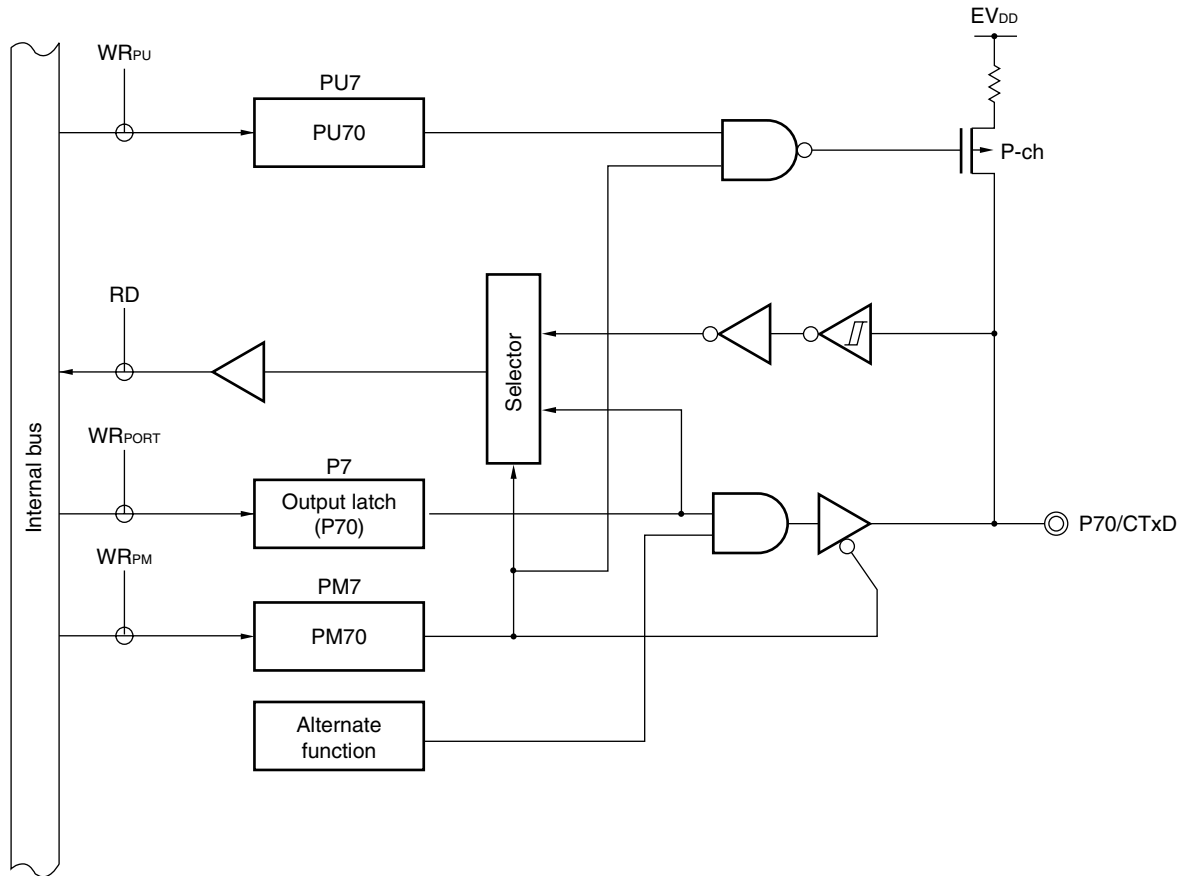 EVDD
WRPU
PU7
PU70
P-ch
RD
Selector
Internal bus
WRPORT
P7
Output latch
(P70)
P70/CTxD
WRPM
PM7
PM70
Alternate
function